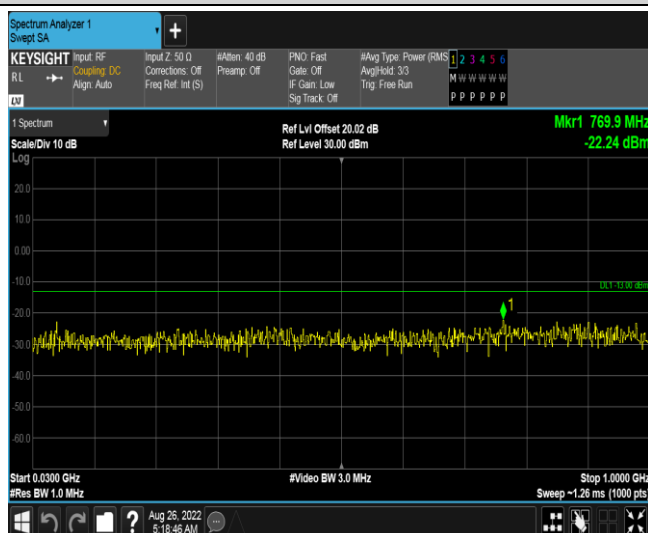 Spectrum Analyzer 1
Swept SA
KEYSIGHT
RL
Input: RF
Coupling: DC
Align: Auto
Input Z: 50 Ω
Corrections: Off
Freq Ref: Int (S)
#Atten: 40 dB
Preamp: Off
PNO: Fast
Gate: Off
IF Gain: Low
Sig Track: Off
#Avg Type: Power (RMS
Avg|Hold: 3/3
Trig: Free Run
1 2 3 4 5 6
M W W W W W
P P P P P P
LXI
1 Spectrum
Scale/Div 10 dB
Log
Ref Lvl Offset 20.02 dB
Ref Level 30.00 dBm
Mkr1 769.9 MHz
-22.24 dBm
20.0
10.0
0.00
-10.0
-20.0
-30.0
-40.0
-50.0
-60.0
DL1 -13.00 dBm
1
Start 0.0300 GHz
#Res BW 1.0 MHz
#Video BW 3.0 MHz
Stop 1.0000 GHz
Sweep ~1.26 ms (1000 pts)
?
Aug 26, 2022
5:18:46 AM